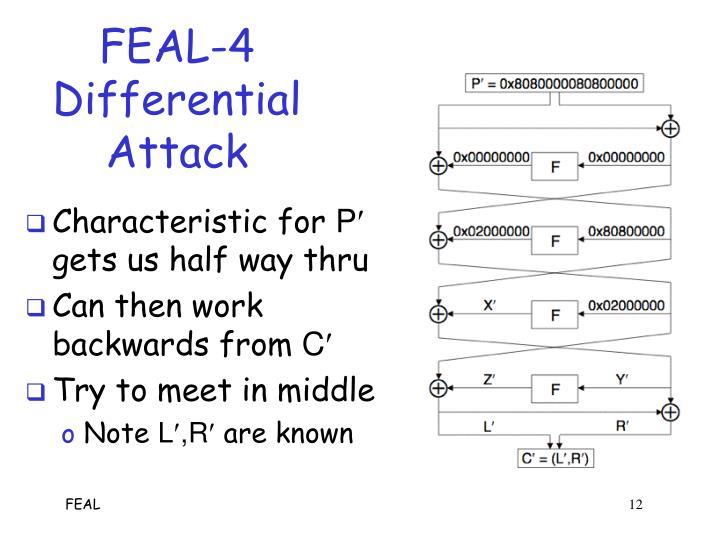 FEAL-4
Differential
Attack
❑ Characteristic for P′
gets us half way thru
❑ Can then work
backwards from C′
❑ Try to meet in middle
o Note L′,R′ are known
P′ = 0x8080000080800000
0x00000000 F 0x00000000
0x02000000 F 0x80800000
X′ F 0x02000000
Z′ F Y′
L′ R′
C′ = (L′,R′)
FEAL 12